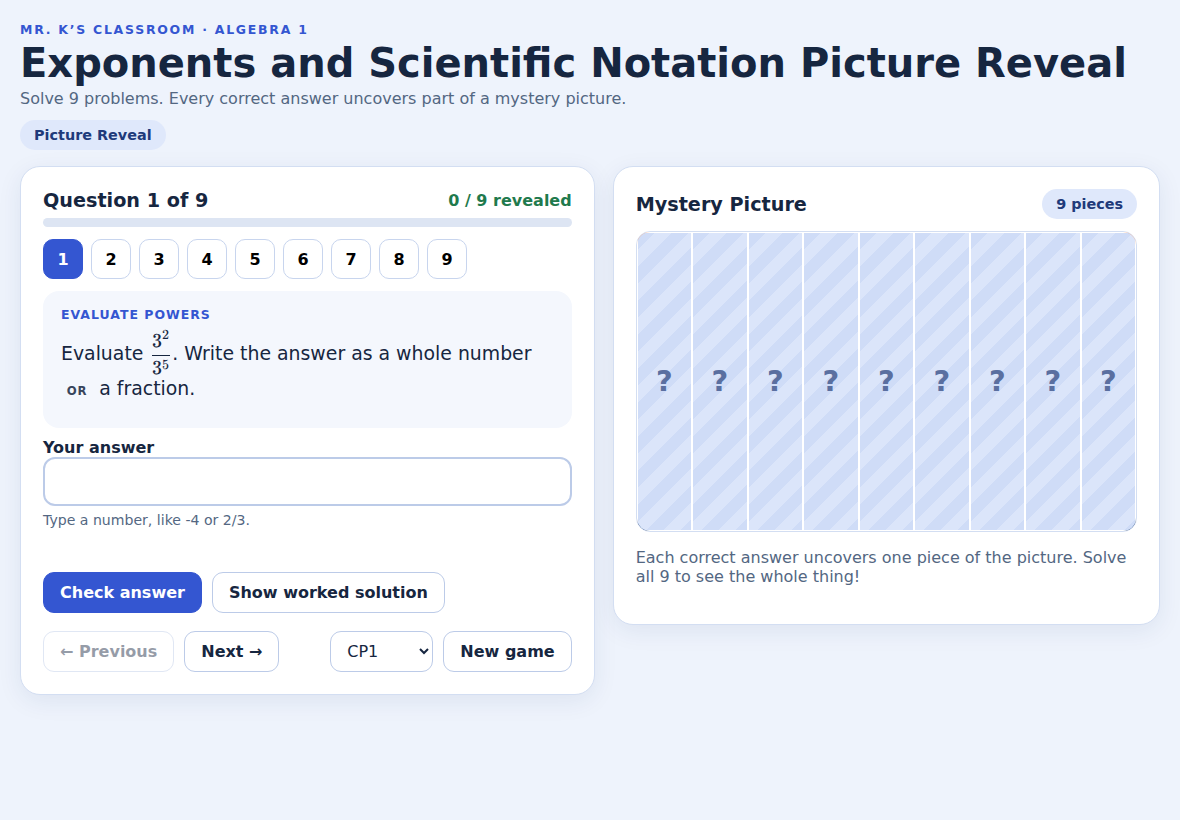 MR. K’S CLASSROOM · ALGEBRA 1
Exponents and Scientific Notation Picture Reveal
Solve 9 problems. Every correct answer uncovers part of a mystery picture.
Picture Reveal
Question 1 of 9
0 / 9 revealed
1 2 3 4 5 6 7 8 9
EVALUATE POWERS
Evaluate 3²/3⁵. Write the answer as a whole number
OR a fraction.
Your answer
Type a number, like -4 or 2/3.
Check answer
Show worked solution
← Previous
Next →
CP1
New game
Mystery Picture
9 pieces
? ? ? ? ? ? ? ? ?
Each correct answer uncovers one piece of the picture. Solve
all 9 to see the whole thing!